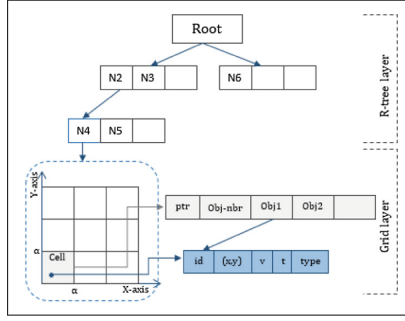 Root
N2 N3 N6
R-tree layer
N4 N5
Y-axis
ptr Obj-nbr Obj1 Obj2
Grid layer
α
Cell
id (x,y) v t type
α X-axis